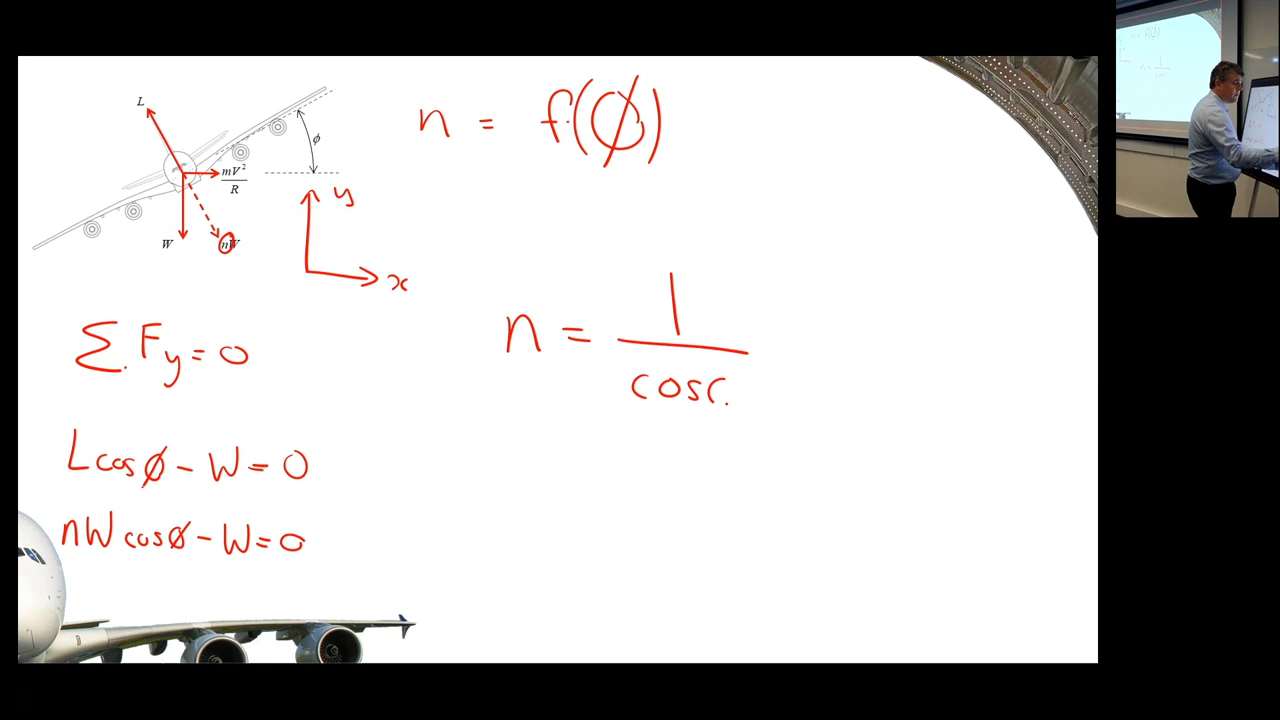 L
ϕ
mV²
R
W
nW
y
x
n = f(ϕ)
ΣFy = 0
Lcosϕ - W = 0
nWcosϕ - W = 0
n = 1
cos(